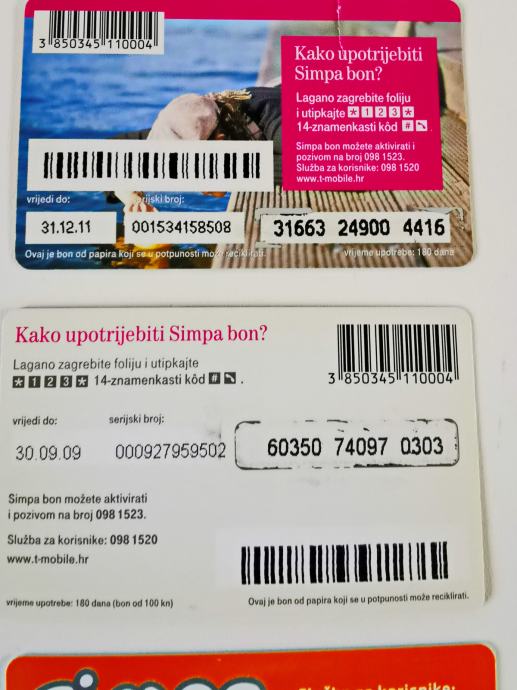 3 850345 110004
Kako upotrijebiti
Simpa bon?
Lagano zagrebite foliju
i utipkajte * 1 2 3 *
14-znamenkasti kôd #
Simpa bon možete aktivirati i
pozivom na broj 098 1523.
Služba za korisnike: 098 1520
www.t-mobile.hr
vrijedi do: serijski broj:
31.12.11 001534158508 31663 24900 4416
Ovaj je bon od papira koji se u potpunosti može reciklirati. vrijeme upotrebe: 180 dana
Kako upotrijebiti Simpa bon?
Lagano zagrebite foliju i utipkajte
* 1 2 3 * 14-znamenkasti kôd # .
3 850345 110004
vrijedi do: serijski broj:
30.09.09 000927959502 60350 74097 0303
Simpa bon možete aktivirati
i pozivom na broj 098 1523.
Služba za korisnike: 098 1520
www.t-mobile.hr
vrijeme upotrebe: 180 dana (bon od 100 kn) Ovaj je bon od papira koji se u potpunosti može reciklirati.